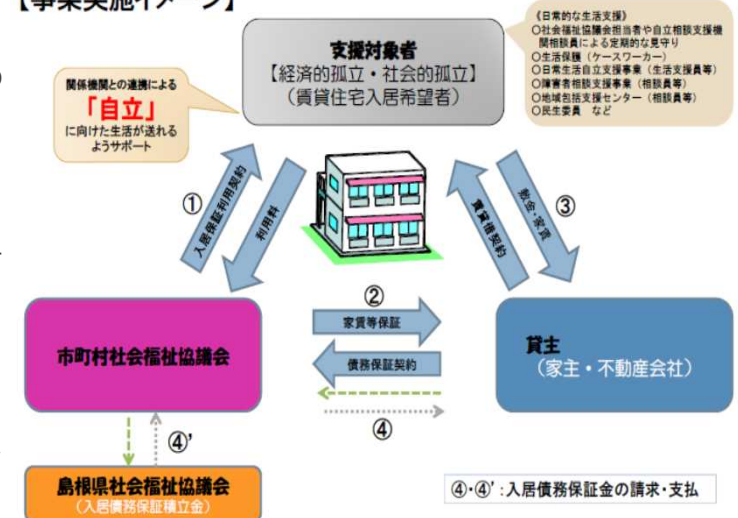 【事業実施イメージ】
《日常的な生活支援》
○社会福祉協議会担当者や自立相談支援機
関相談員による定期的な見守り
○生活保護（ケースワーカー）
○日常生活自立支援事業（生活支援員等）
○障害者相談支援事業（相談員等）
○地域包括支援センター（相談員等）
○民生委員 など
支援対象者
【経済的孤立・社会的孤立】
（賃貸住宅入居希望者）
関係機関との連携による
「自立」
に向けた生活が送れる
ようサポート
①
入居保証利用契約
利用料
賃貸借契約
敷金・家賃
③
②
家賃等保証
債務保証契約
④
市町村社会福祉協議会
貸主
（家主・不動産会社）
④’
島根県社会福祉協議会
（入居債務保証積立金）
④・④’：入居債務保証金の請求・支払